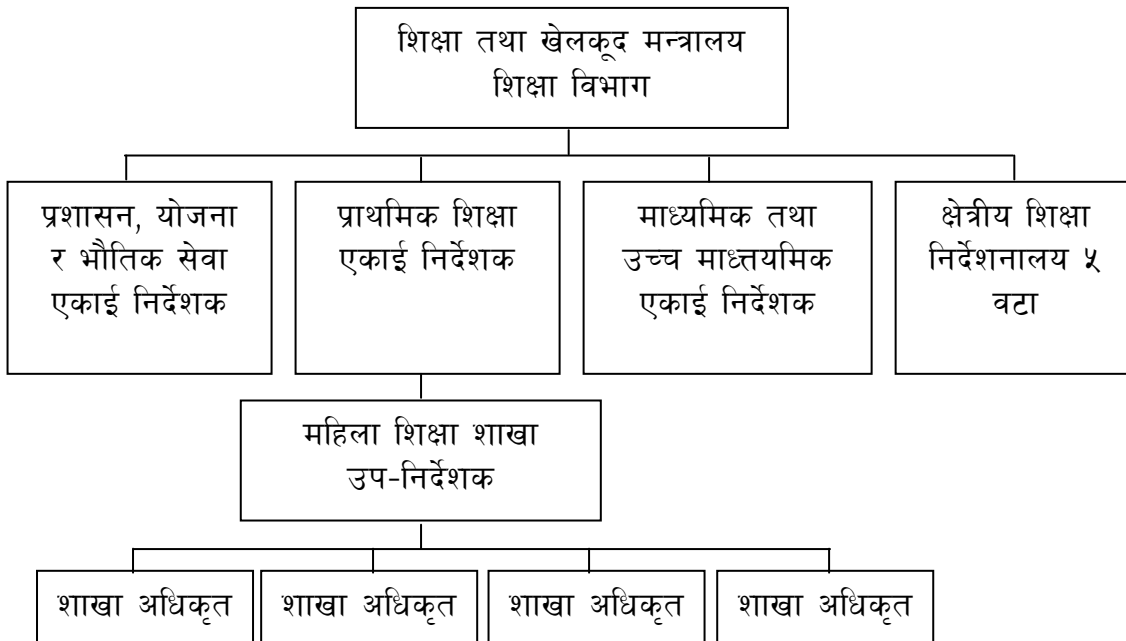 शिक्षा तथा खेलकूद मन्त्रालय
शिक्षा विभाग
प्रशासन, योजना
र भौतिक सेवा
एकाई निर्देशक
प्राथमिक शिक्षा
एकाई निर्देशक
माध्यमिक तथा
उच्च माध्त्तयमिक
एकाई निर्देशक
क्षेत्रीय शिक्षा
निर्देशनालय ५
वटा
महिला शिक्षा शाखा
उप-निर्देशक
शाखा अधिकृत
शाखा अधिकृत
शाखा अधिकृत
शाखा अधिकृत